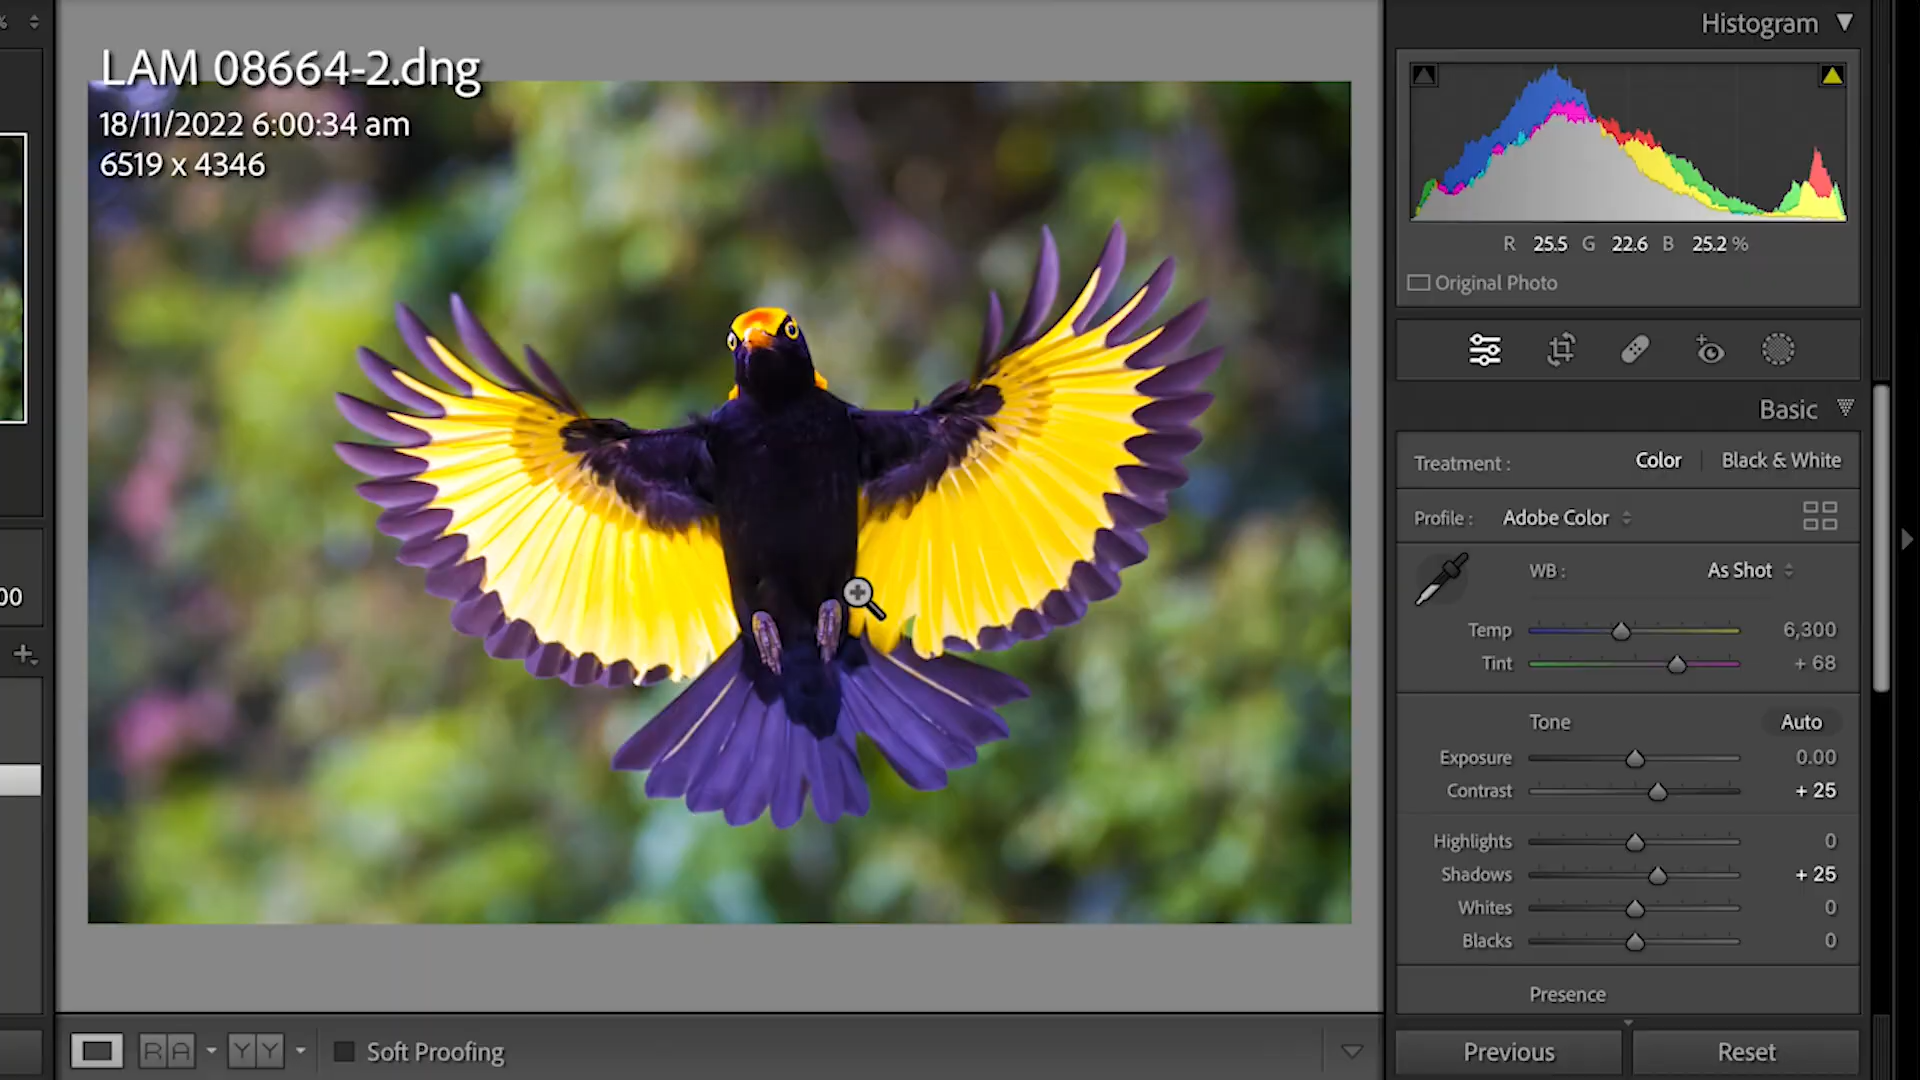 %
Histogram
LAM 08664-2.dng
18/11/2022 6:00:34 am
6519 x 4346
R 25.5 G 22.6 B 25.2 %
Original Photo
Basic
Treatment : Color Black & White
Profile : Adobe Color
WB : As Shot
00
Temp 6,300
Tint + 68
Tone Auto
Exposure 0.00
Contrast + 25
Highlights 0
Shadows + 25
Whites 0
Blacks 0
Presence
R A Y Y Soft Proofing
Previous Reset